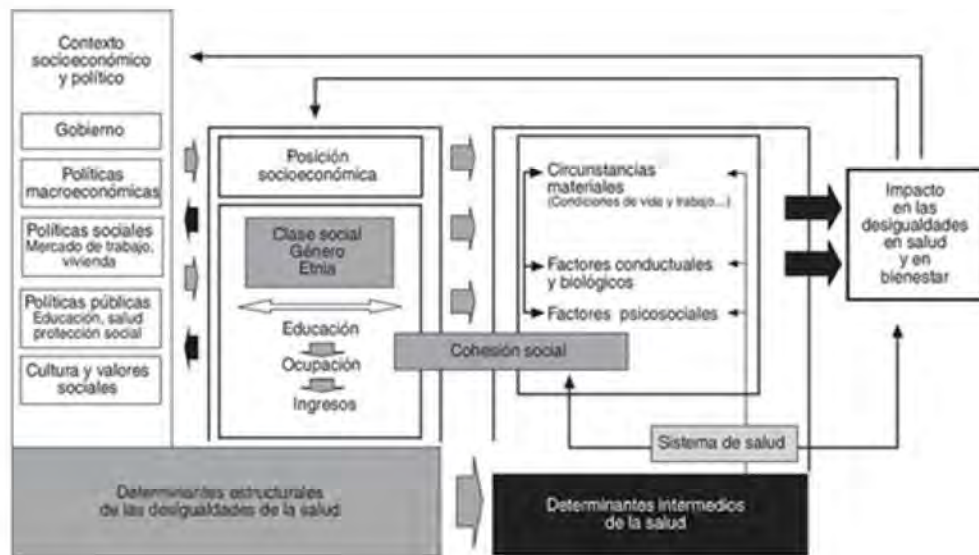 Contexto
socioeconómico
y político
Gobierno
Políticas
macroeconómicas
Políticas sociales
Mercado de trabajo,
vivienda
Políticas públicas
Educación, salud
protección social
Cultura y valores
sociales
Posición
socioeconómica
Clase social
Género
Etnia
Educación
Ocupación
Ingresos
Cohesión social
Circunstancias
materiales
(Condiciones de vida y trabajo...)
Factores conductuales
y biológicos
Factores psicosociales
Sistema de salud
Impacto
en las
desigualdades
en salud
y en
bienestar
Determinantes estructurales
de las desigualdades de la salud
Determinantes intermedios
de la salud